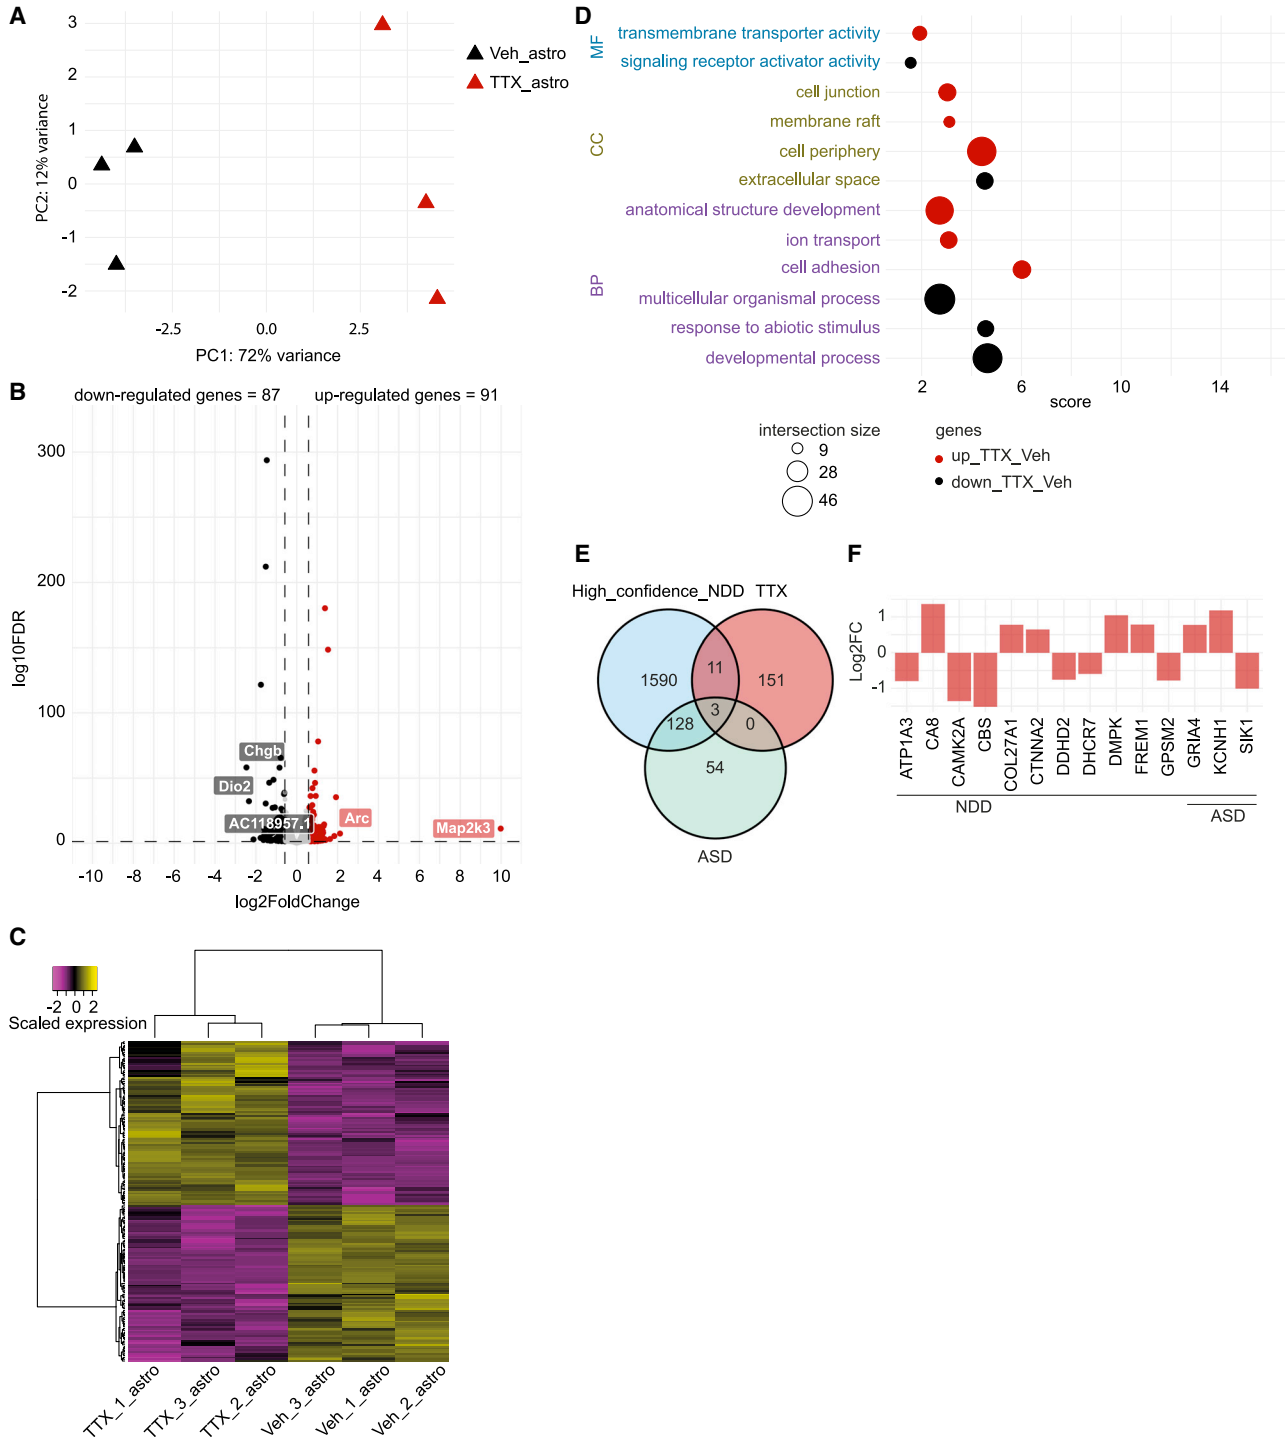 A
3
2
1
0
-1
-2
PC2: 12% variance
-2.5 0.0 2.5
PC1: 72% variance
Veh_astro
TTX_astro
B
down-regulated genes = 87 up-regulated genes = 91
300
200
100
0
log10FDR
Chgb
Dio2
AC118957.1
Arc
Map2k3
-10 -8 -6 -4 -2 0 2 4 6 8 10
log2FoldChange
C
-2 0 2
Scaled expression
TTX_1_astro
TTX_3_astro
TTX_2_astro
Veh_3_astro
Veh_1_astro
Veh_2_astro
D
MF
transmembrane transporter activity
signaling receptor activator activity
CC
cell junction
membrane raft
cell periphery
extracellular space
BP
anatomical structure development
ion transport
cell adhesion
multicellular organismal process
response to abiotic stimulus
developmental process
2 6 10 14
score
intersection size
9
28
46
genes
up_TTX_Veh
down_TTX_Veh
E
High_confidence_NDD TTX
1590 11 151
3
128 0
54
ASD
F
Log2FC
1
0
-1
ATP1A3
CA8
CAMK2A
CBS
COL27A1
CTNNA2
DDHD2
DHCR7
DMPK
FREM1
GPSM2
GRIA4
KCNH1
SIK1
NDD
ASD